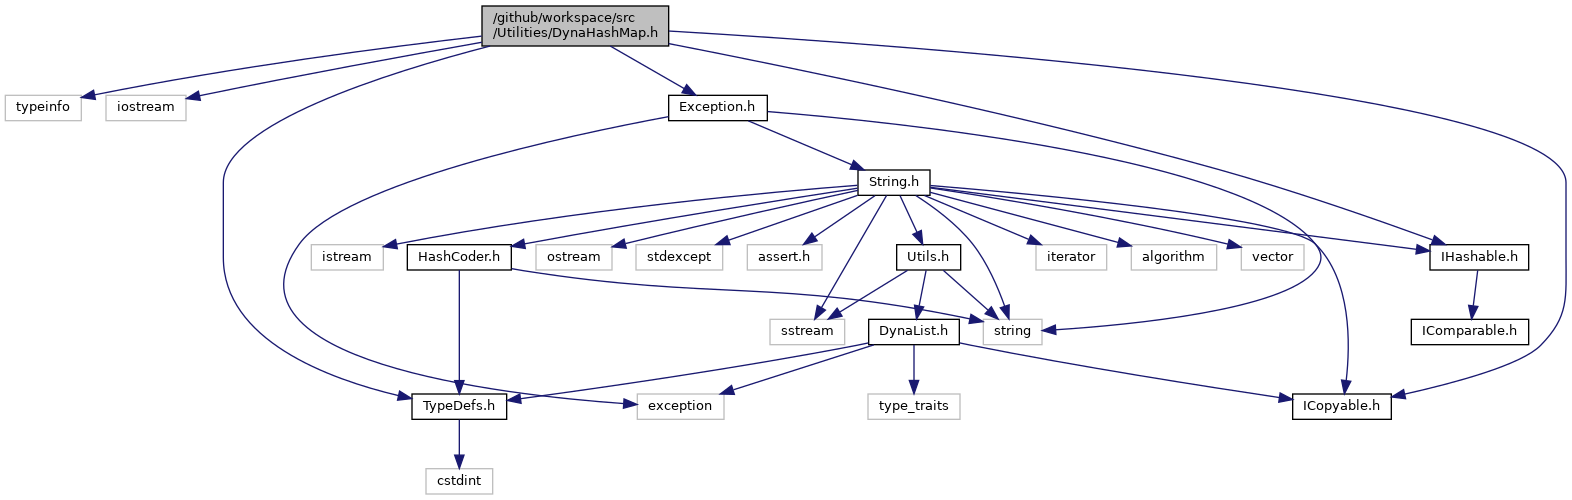 /github/workspace/src
/Utilities/DynaHashMap.h
typeinfo
iostream
Exception.h
String.h
istream
HashCoder.h
ostream
stdexcept
assert.h
Utils.h
iterator
algorithm
vector
IHashable.h
sstream
DynaList.h
string
IComparable.h
TypeDefs.h
exception
type_traits
ICopyable.h
cstdint